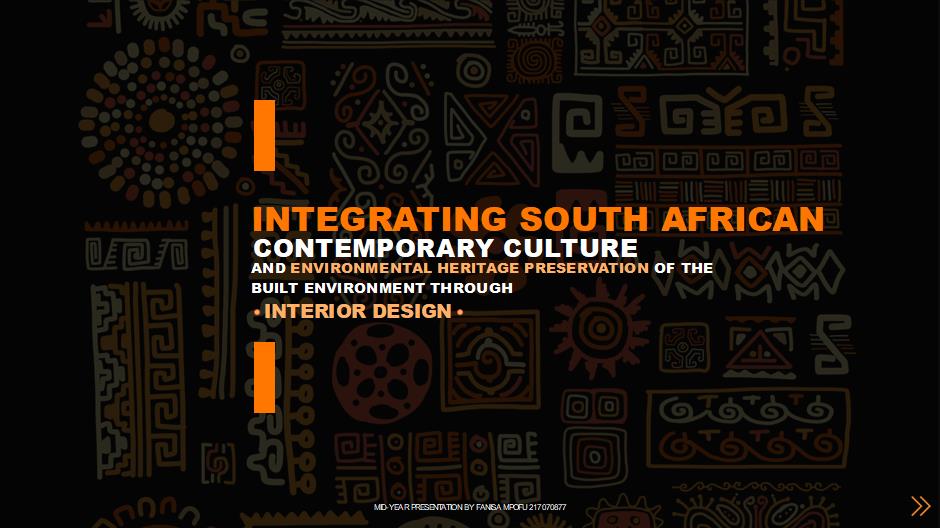 INTEGRATING SOUTH AFRICAN
CONTEMPORARY CULTURE
AND ENVIRONMENTAL HERITAGE PRESERVATION OF THE
BUILT ENVIRONMENT THROUGH
• INTERIOR DESIGN •
MID-YEAR PRESENTATION BY FANISA MPOFU 217070877